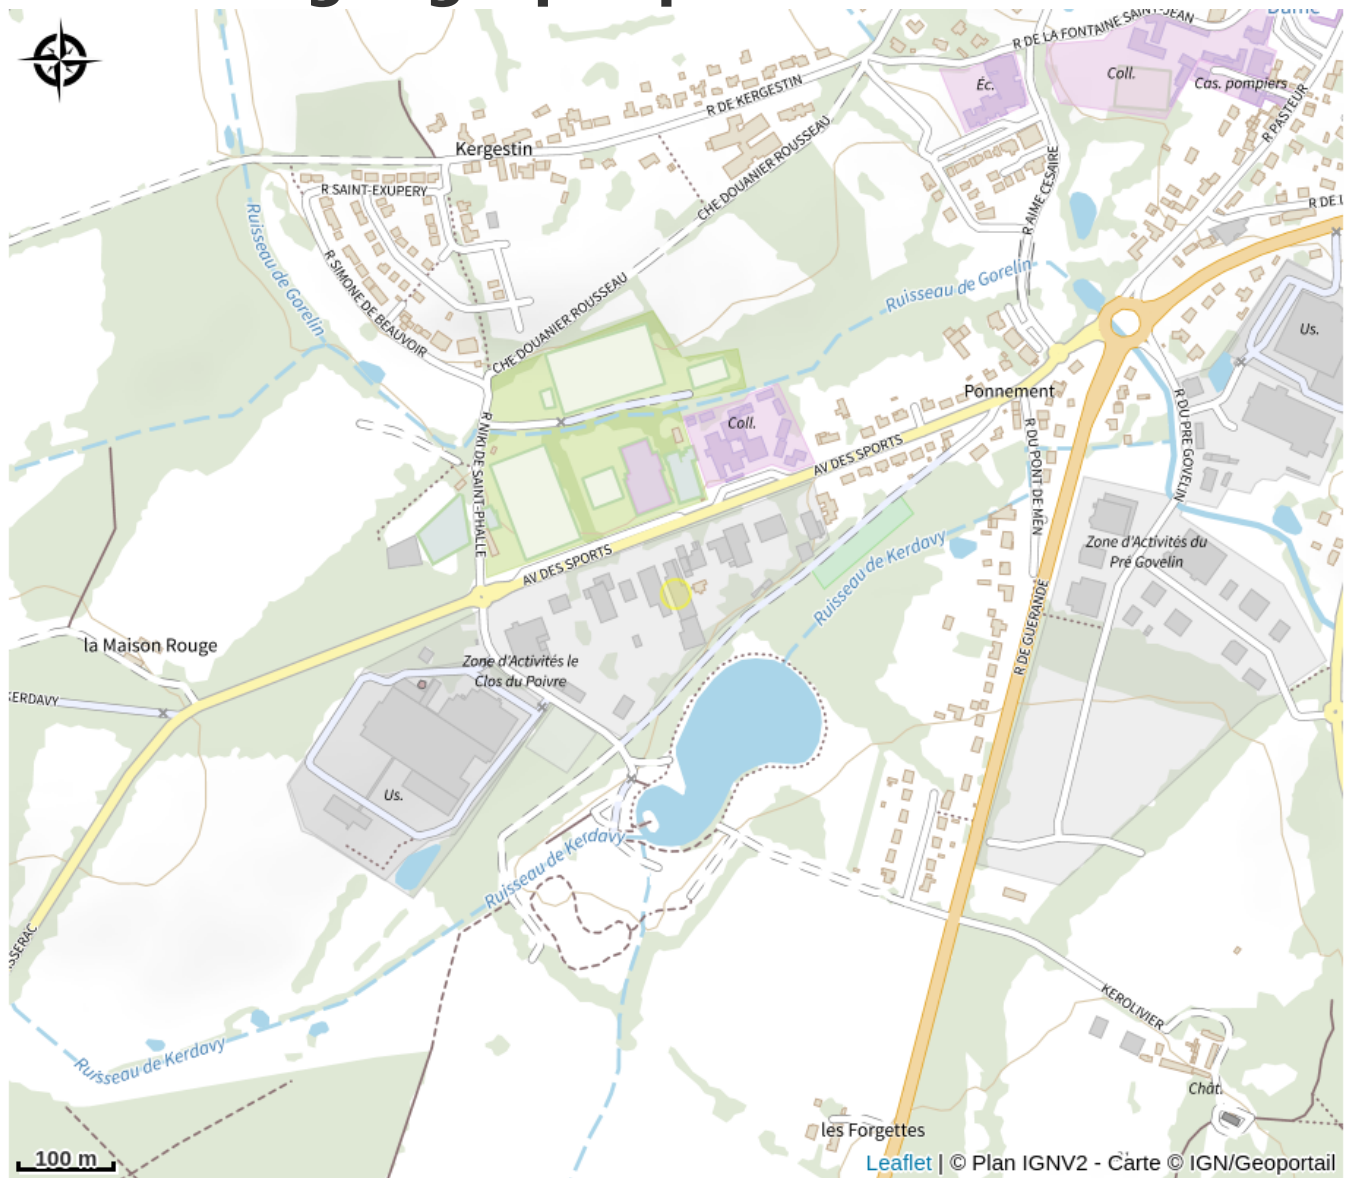 R DE LA FONTAINE SAINT-JEAN
Éc.
Coll.
Cas. pompiers
R DE KERGESTIN
R PASTEUR
Kergestin
CHE DOUANIER ROUSSEAU
R SAINT-EXUPERY
R AIME CESAIRE
Ruisseau de Gorelin
R SIMONE DE BEAUVOIR
Ruisseau de Gorelin
CHE DOUANIER ROUSSEAU
Us.
Ponnement
Coll.
R NIKI DE SAINT-PHALLE
AV DES SPORTS
R DU PONT DE MEN
R DU PRE GOVELIN
AV DES SPORTS
Zone d'Activités du
Pré Govelin
Ruisseau de Kerdavy
R DE GUERANDE
la Maison Rouge
Zone d'Activités le
Clos du Poivre
KERDAVY
Us.
Ruisseau de Kerdavy
SSERAC
KEROLIVIER
Ruisseau de Kerdavy
Chât.
les Forgettes
100 m
Leaflet | © Plan IGNV2 - Carte © IGN/Geoportail